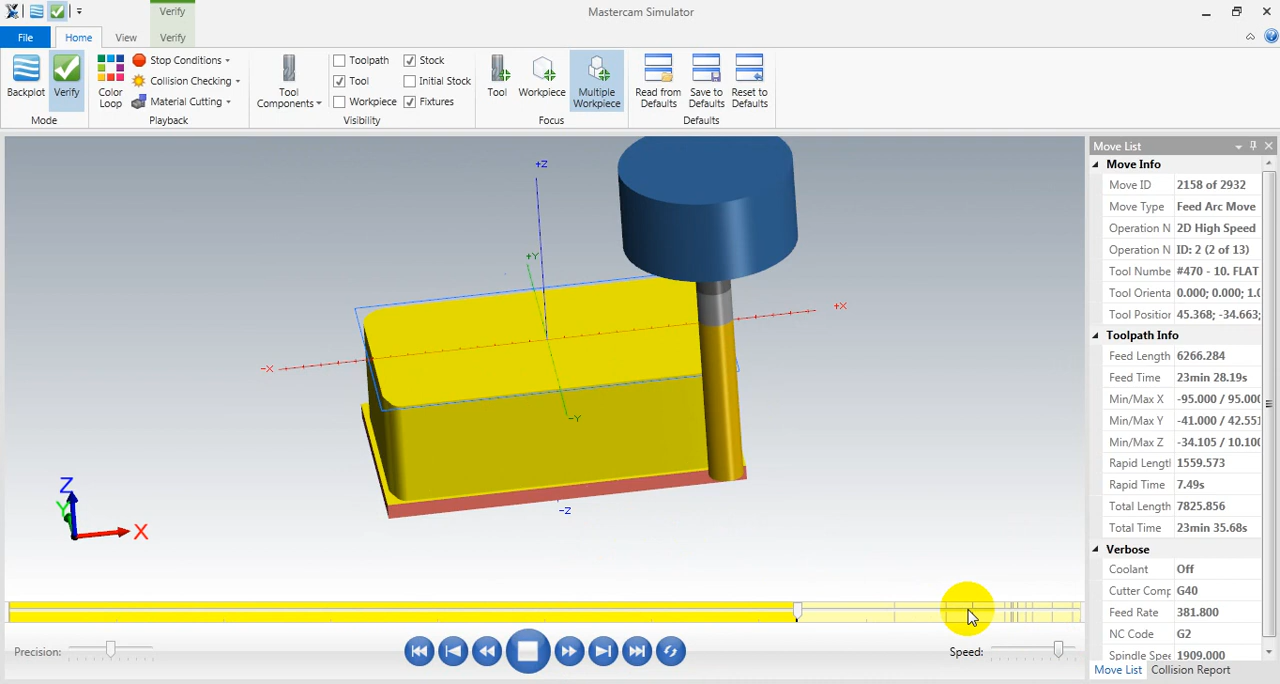 Verify
Mastercam Simulator
File
Home
View
Verify
Backplot
Verify
Mode
Color
Loop
Stop Conditions
Collision Checking
Material Cutting
Playback
Tool
Components
Toolpath
Tool
Workpiece
Stock
Initial Stock
Fixtures
Visibility
Tool
Workpiece
Multiple
Workpiece
Focus
Read from
Defaults
Save to
Defaults
Reset to
Defaults
Defaults
+Z
+Y
+X
-X
-Y
-Z
Z
Y
X
Precision:
Speed:
Move List
Move Info
Move ID 2158 of 2932
Move Type Feed Arc Move
Operation N 2D High Speed
Operation N ID: 2 (2 of 13)
Tool Numbe #470 - 10. FLAT
Tool Orienta 0.000; 0.000; 1.0
Tool Position 45.368; -34.663;
Toolpath Info
Feed Length 6266.284
Feed Time 23min 28.19s
Min/Max X -95.000 / 95.000
Min/Max Y -41.000 / 42.551
Min/Max Z -34.105 / 10.100
Rapid Lengt 1559.573
Rapid Time 7.49s
Total Length 7825.856
Total Time 23min 35.68s
Verbose
Coolant Off
Cutter Comp G40
Feed Rate 381.800
NC Code G2
Spindle Spee 1909.000
Move List
Collision Report